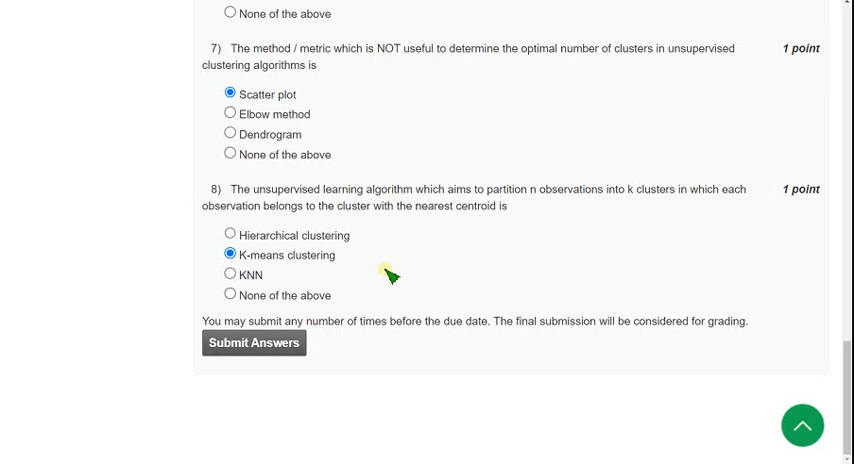 None of the above
7) The method / metric which is NOT useful to determine the optimal number of clusters in unsupervised 1 point
clustering algorithms is
Scatter plot
Elbow method
Dendrogram
None of the above
8) The unsupervised learning algorithm which aims to partition n observations into k clusters in which each 1 point
observation belongs to the cluster with the nearest centroid is
Hierarchical clustering
K-means clustering
KNN
None of the above
You may submit any number of times before the due date. The final submission will be considered for grading.
Submit Answers